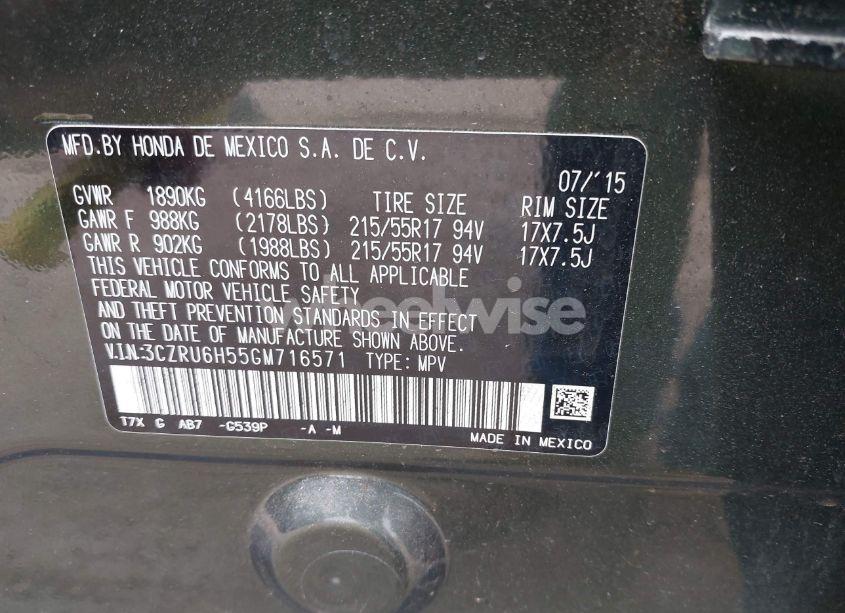 MFD.BY HONDA DE MEXICO S.A. DE C.V.
07/'15
GVWR 1890KG (4166LBS) TIRE SIZE RIM SIZE
GAWR F 988KG (2178LBS) 215/55R17 94V 17X7.5J
GAWR R 902KG (1988LBS) 215/55R17 94V 17X7.5J
THIS VEHICLE CONFORMS TO ALL APPLICABLE
FEDERAL MOTOR VEHICLE SAFETY
AND THEFT PREVENTION STANDARDS IN EFFECT
ON THE DATE OF MANUFACTURE SHOWN ABOVE.
V.I.N.:3CZRU6H55GM716571 TYPE: MPV
T7X G AB7 -G539P -A -M
MADE IN MEXICO
wheelwise